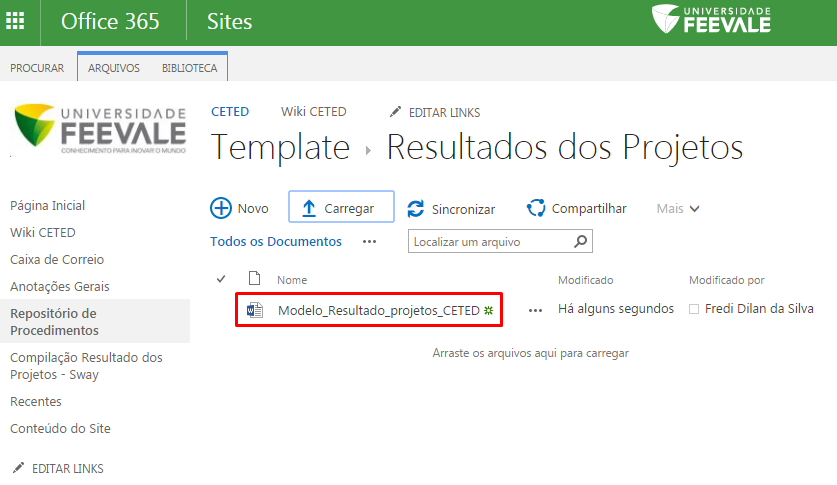 Office 365
Sites
UNIVERSIDADE
FEEVALE
PROCURAR
ARQUIVOS
BIBLIOTECA
UNIVERSIDADE
FEEVALE
CONHECIMENTO PARA INOVAR O MUNDO
CETED
Wiki CETED
EDITAR LINKS
Template
Resultados dos Projetos
Página Inicial
Wiki CETED
Caixa de Correio
Anotações Gerais
Repositório de
Procedimentos
Compilação Resultado dos
Projetos - Sway
Recentes
Conteúdo do Site
EDITAR LINKS
Novo
Carregar
Sincronizar
Compartilhar
Mais
Todos os Documentos
Localizar um arquivo
Nome
Modificado
Modificado por
Modelo_Resultado_projetos_CETED
Há alguns segundos
Fredi Dilan da Silva
Arraste os arquivos aqui para carregar